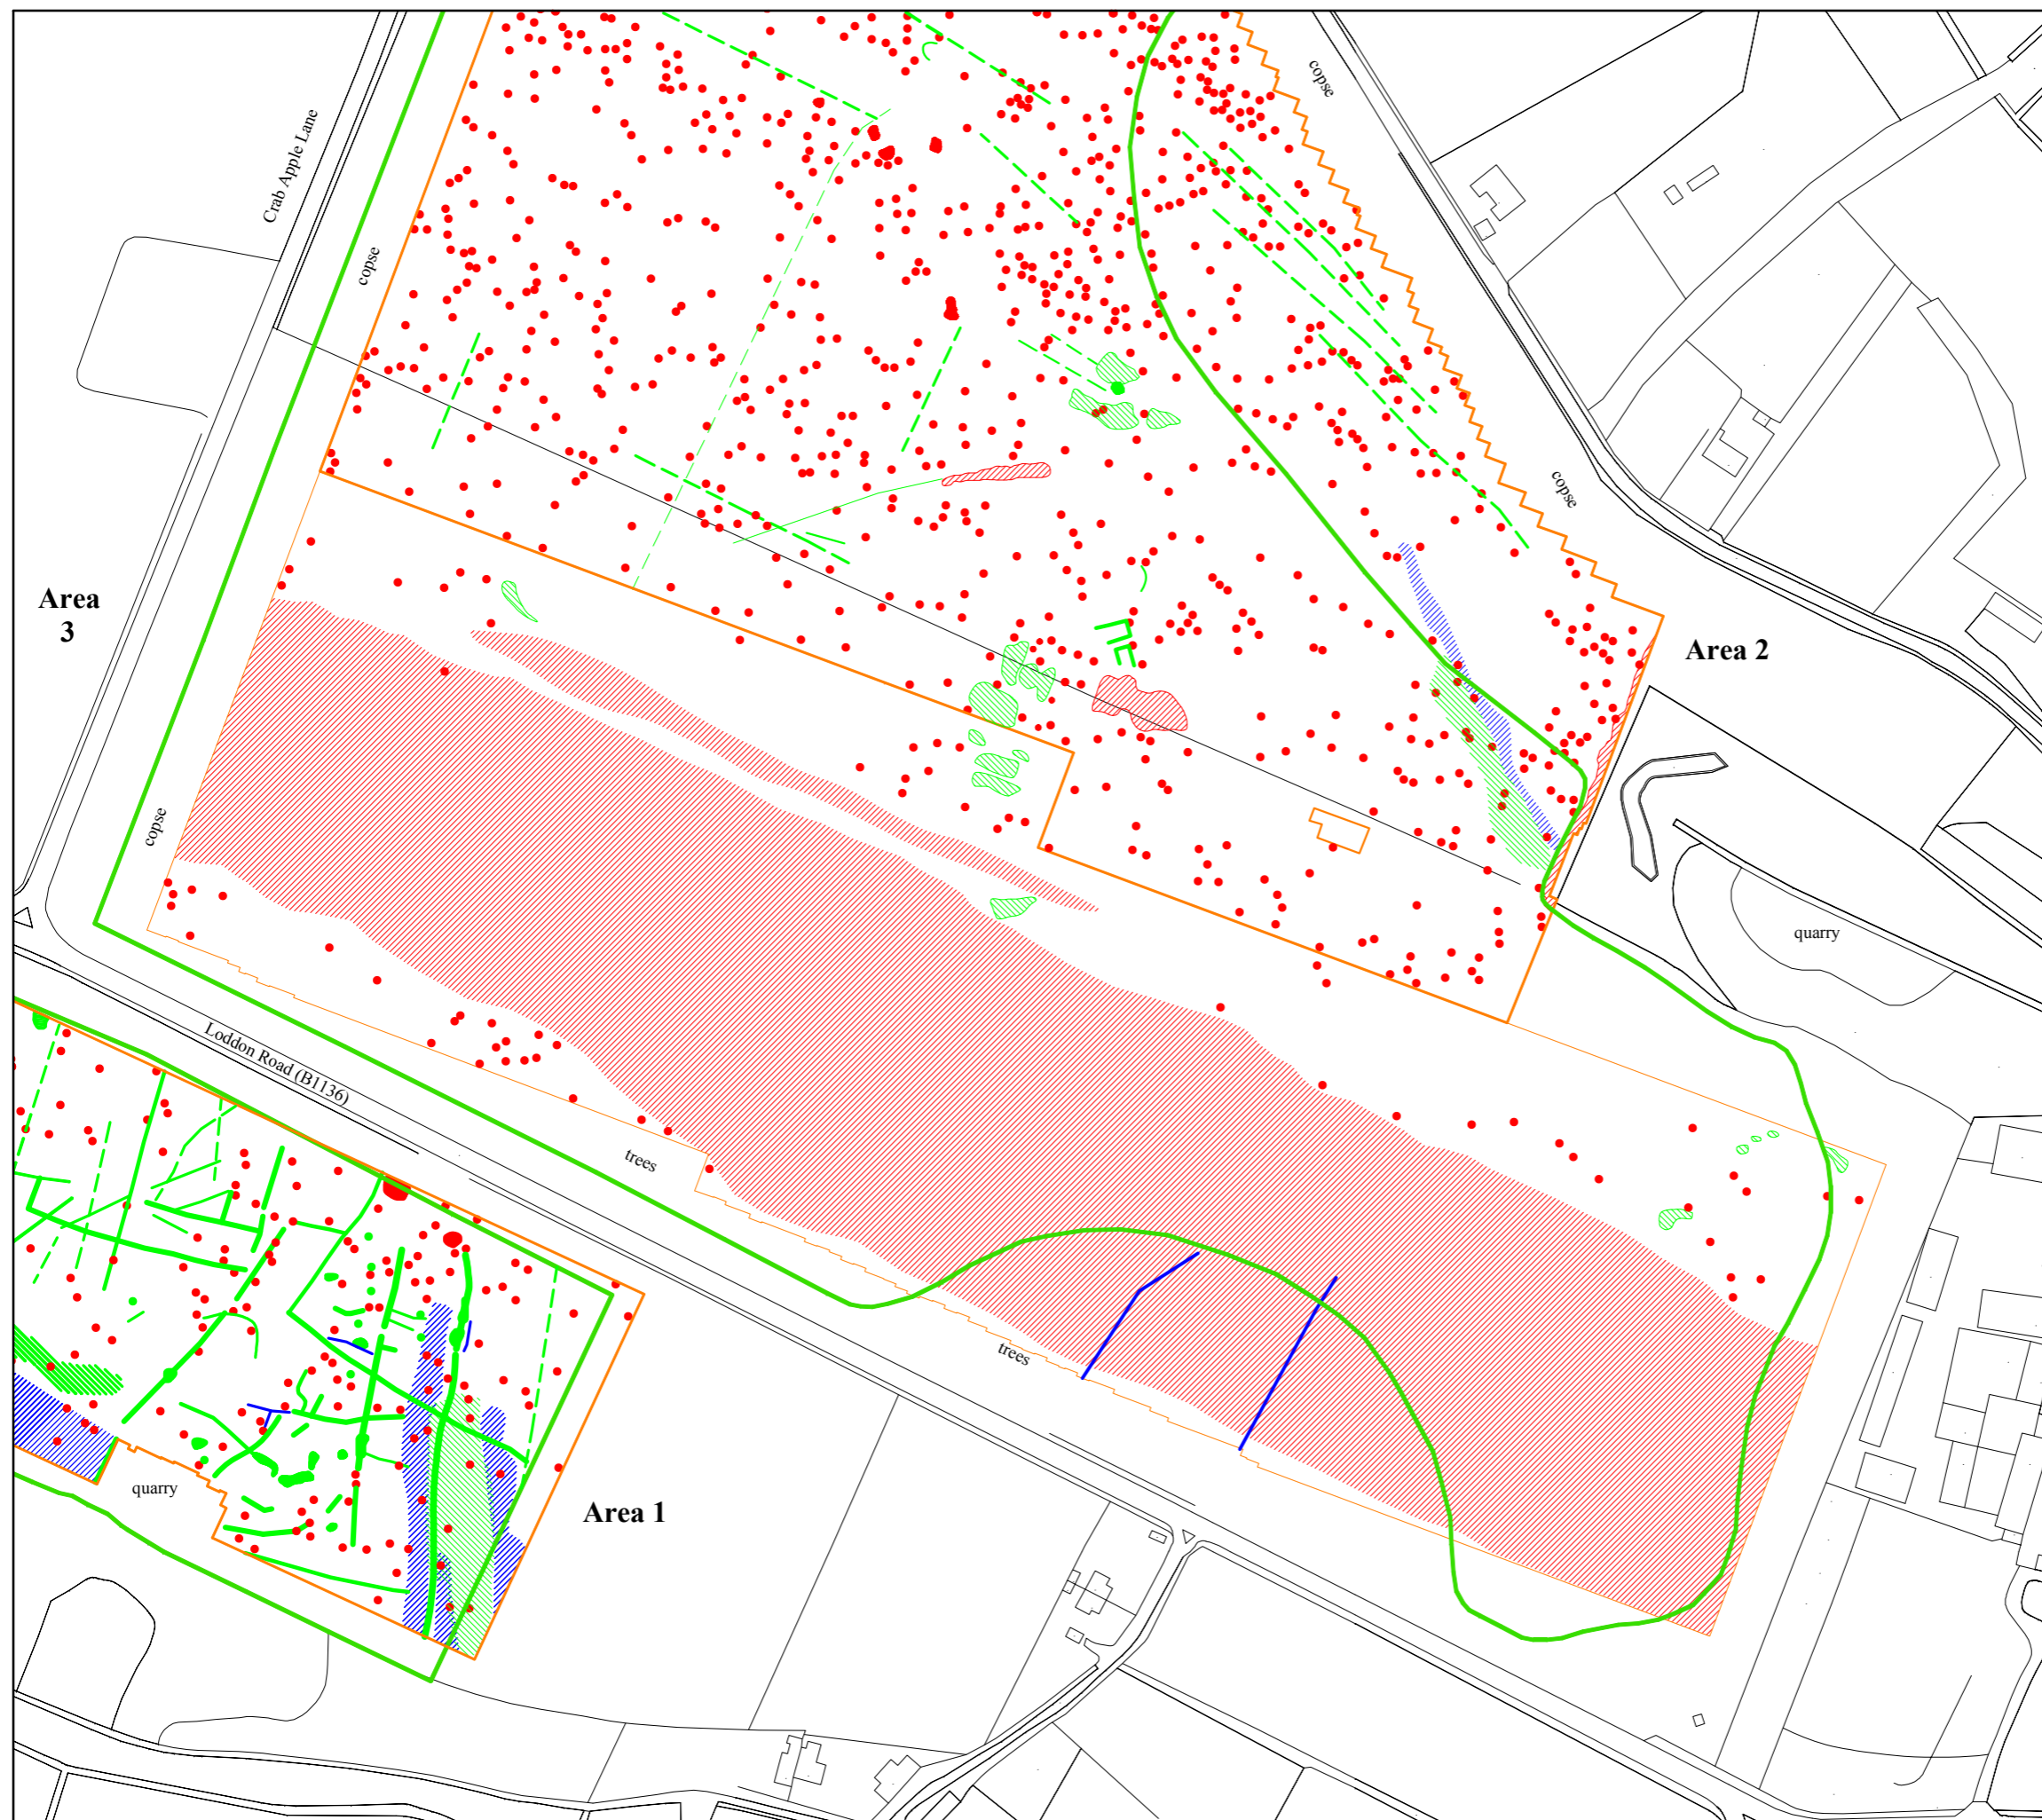 copse
Crab Apple Lane
copse
copse
Area
3
Area 2
copse
quarry
Loddon Road (B1136)
trees
trees
quarry
Area 1